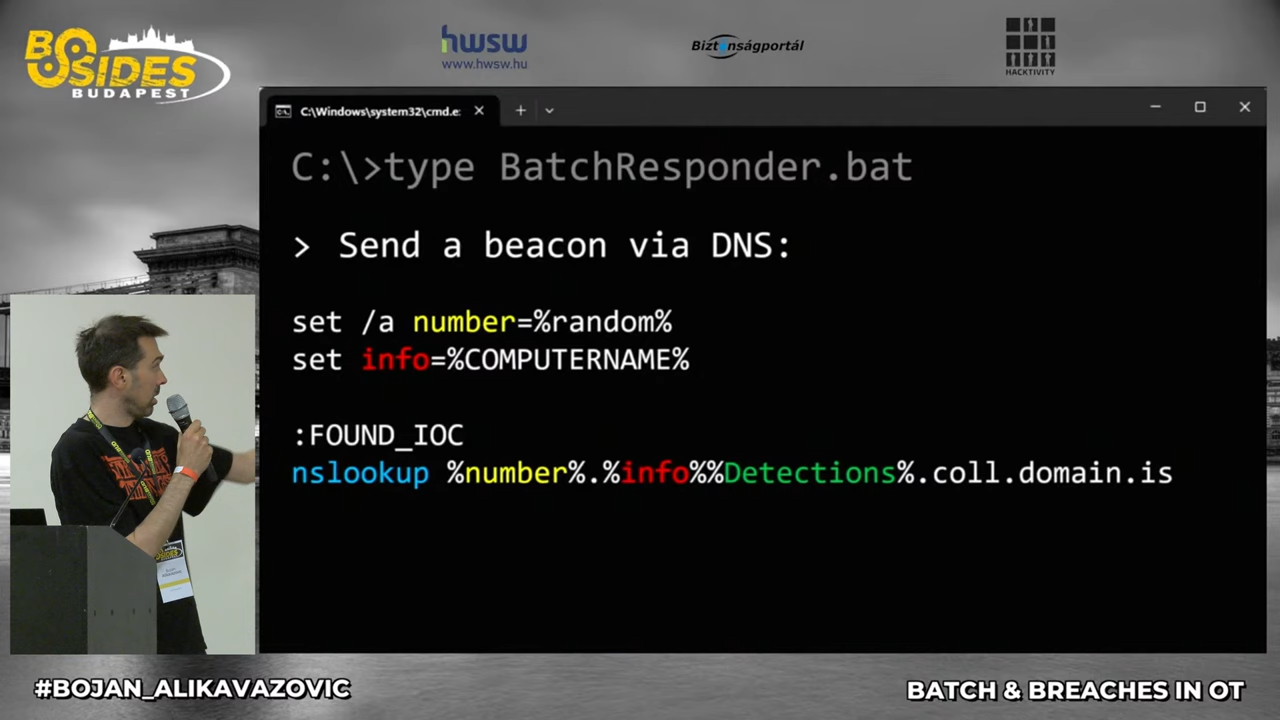 BSIDES
BUDAPEST
hwsw
www.hwsw.hu
Biztonságportál
HACKTIVITY
C:\Windows\system32\cmd.e:
C:\>type BatchResponder.bat
> Send a beacon via DNS:
set /a number=%random%
set info=%COMPUTERNAME%
:FOUND_IOC
nslookup %number%.%info%%Detections%.coll.domain.is
#BOJAN_ALIKAVAZOVIC
BATCH & BREACHES IN OT